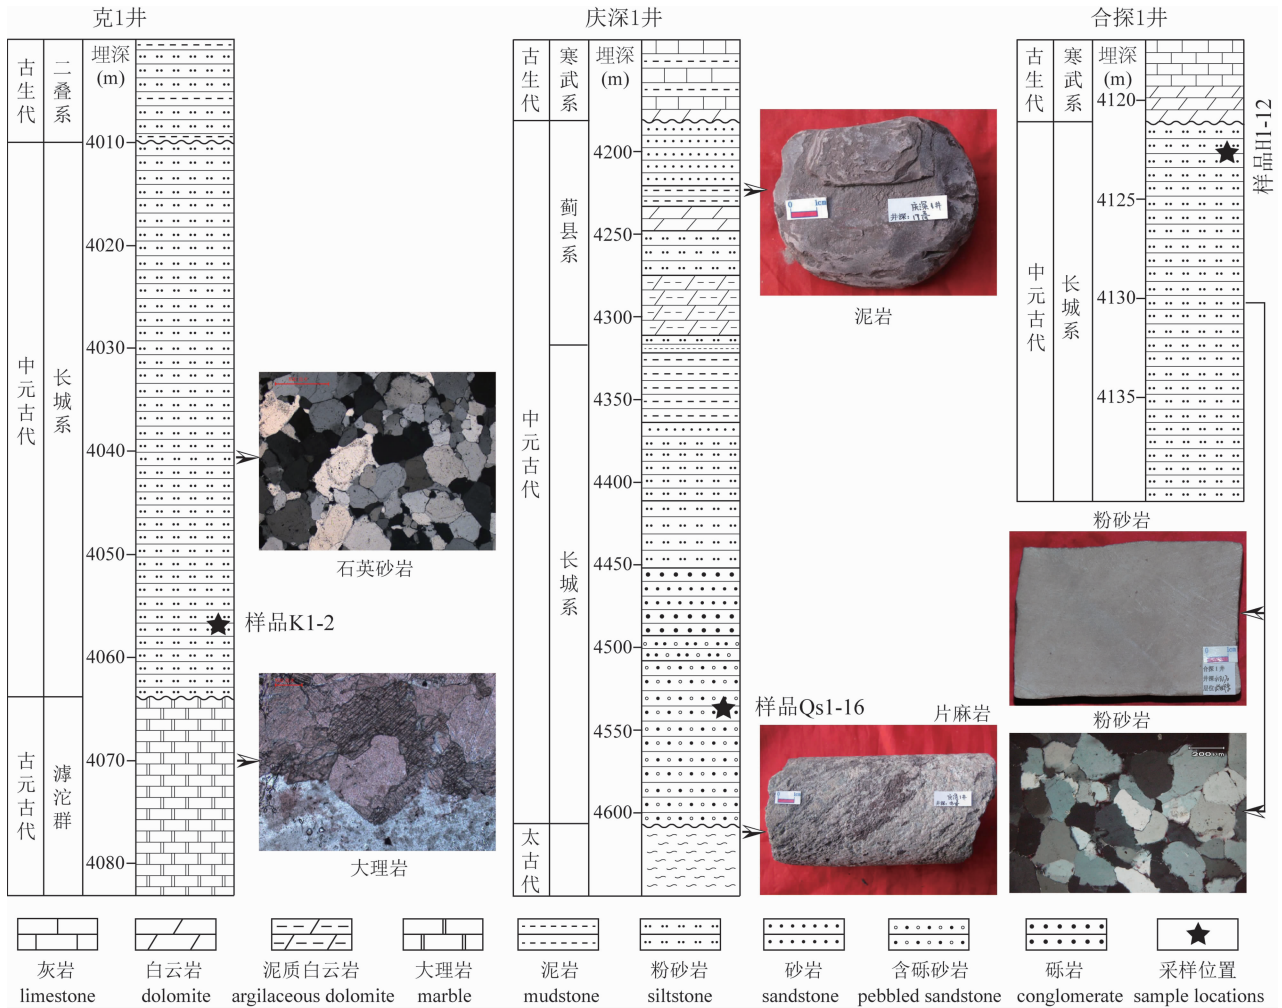 克1井
古生代
二叠系
埋深
(m)
4010
4020
4030
4040
4050
4060
4070
4080
中元古代
长城系
古元古代
滹沱群
石英砂岩
样品K1-2
大理岩
庆深1井
古生代
寒武系
埋深
(m)
4200
4250
4300
4350
4400
4450
4500
4550
4600
中元古代
蓟县系
长城系
太古代
泥岩
样品Qs1-16
片麻岩
合探1井
古生代
寒武系
埋深
(m)
4120
4125
4130
4135
中元古代
长城系
样品H1-12
粉砂岩
合探1井
粉砂岩
200μm
灰岩
limestone
白云岩
dolomite
泥质白云岩
argilaceous dolomite
大理岩
marble
泥岩
mudstone
粉砂岩
siltstone
砂岩
sandstone
含砾砂岩
pebbled sandstone
砾岩
conglomerate
采样位置
sample locations